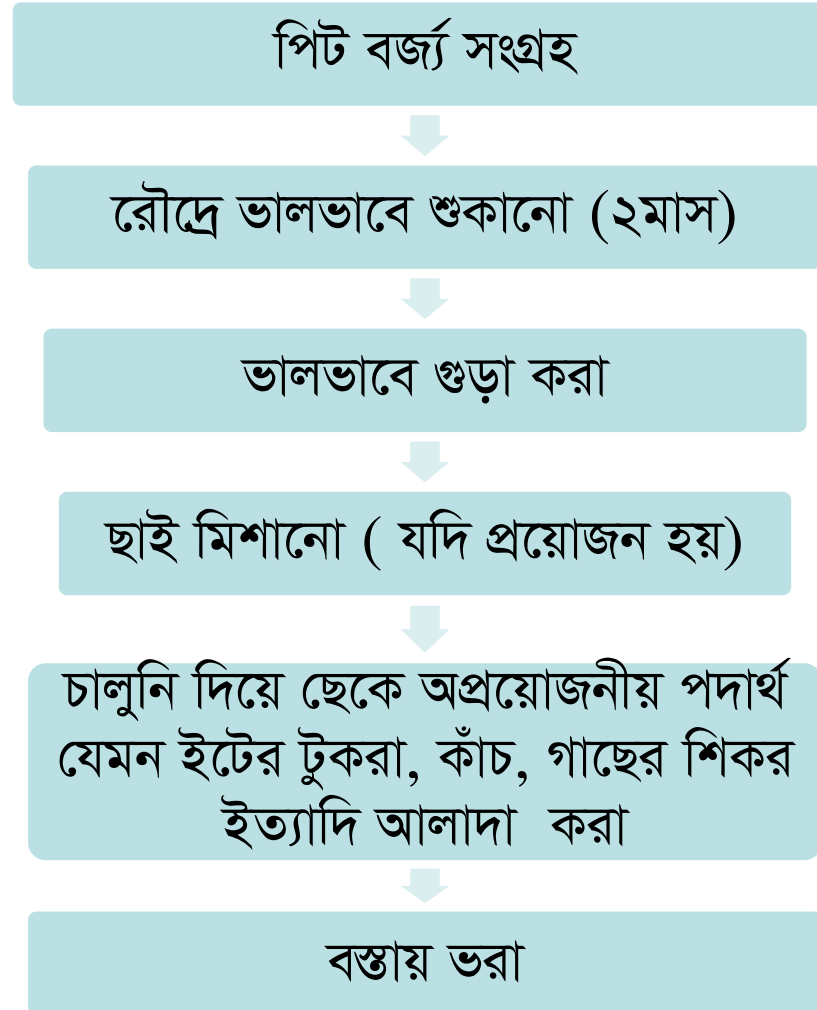 পিট বর্জ্য সংগ্রহ
রৌদ্রে ভালভাবে শুকানো (২মাস)
ভালভাবে গুড়া করা
ছাই মিশানো ( যদি প্রয়োজন হয়)
চালুনি দিয়ে ছেকে অপ্রয়োজনীয় পদার্থ
যেমন ইটের টুকরা, কাঁচ, গাছের শিকর
ইত্যাদি আলাদা করা
বস্তায় ভরা